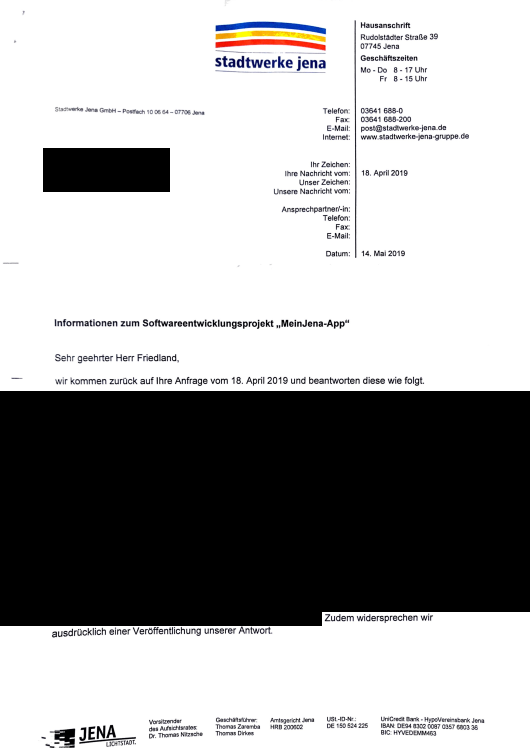 stadtwerke jena
Hausanschrift
Rudolstädter Straße 39
07745 Jena
Geschäftszeiten
Mo - Do 8 - 17 Uhr
Fr 8 - 15 Uhr
Stadtwerke Jena GmbH – Postfach 10 06 64 – 07706 Jena
Telefon: 03641 688-0
Fax: 03641 688-200
E-Mail: post@stadtwerke-jena.de
Internet: www.stadtwerke-jena-gruppe.de
Ihr Zeichen:
Ihre Nachricht vom: 18. April 2019
Unser Zeichen:
Unsere Nachricht vom:
Ansprechpartner/-in:
Telefon:
Fax:
E-Mail:
Datum: 14. Mai 2019
Informationen zum Softwareentwicklungsprojekt „MeinJena-App“
Sehr geehrter Herr Friedland,
wir kommen zurück auf Ihre Anfrage vom 18. April 2019 und beantworten diese wie folgt.
Zudem widersprechen wir
ausdrücklich einer Veröffentlichung unserer Antwort.
JENA
LICHTSTADT.
Vorsitzender
des Aufsichtsrates:
Dr. Thomas Nitzsche
Geschäftsführer:
Thomas Zaremba
Thomas Dirkes
Amtsgericht Jena
HRB 200602
USt.-ID-Nr.:
DE 150 524 225
UniCredit Bank - HypoVereinsbank Jena
IBAN: DE94 8302 0087 0357 6803 36
BIC: HYVEDEMM463